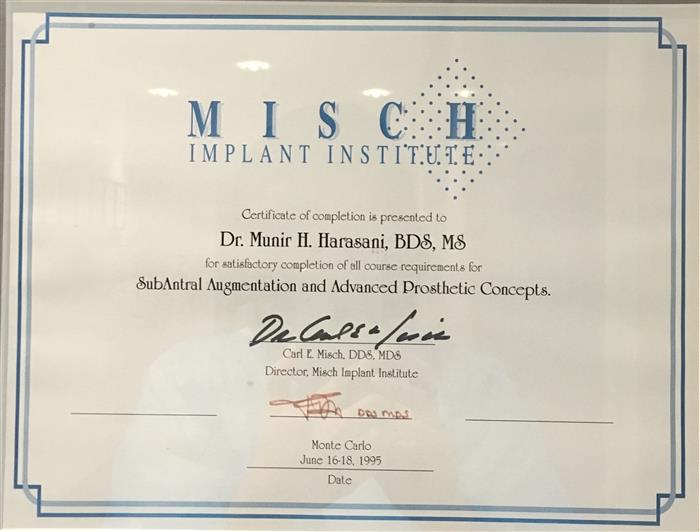 MISCH
IMPLANT INSTITUTE
Certificate of completion is presented to
Dr. Munir H. Harasani, BDS, MS
for satisfactory completion of all course requirements for
SubAntral Augmentation and Advanced Prosthetic Concepts.
Carl E. Misch, DDS, MDS
Director, Misch Implant Institute
DDS MDS
Monte Carlo
June 16-18, 1995
Date